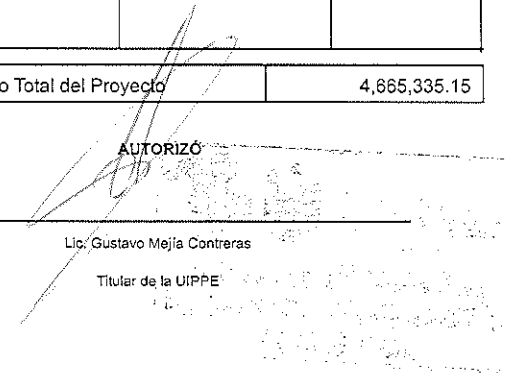 o Total del Proyecto 4,665,335.15
AUTORIZÓ
Lic. Gustavo Mejía Contreras
Titular de la UIPPE